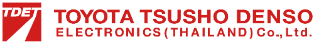 TDET
TOYOTA TSUSHO DENSO
ELECTRONICS (THAILAND) Co., Ltd.